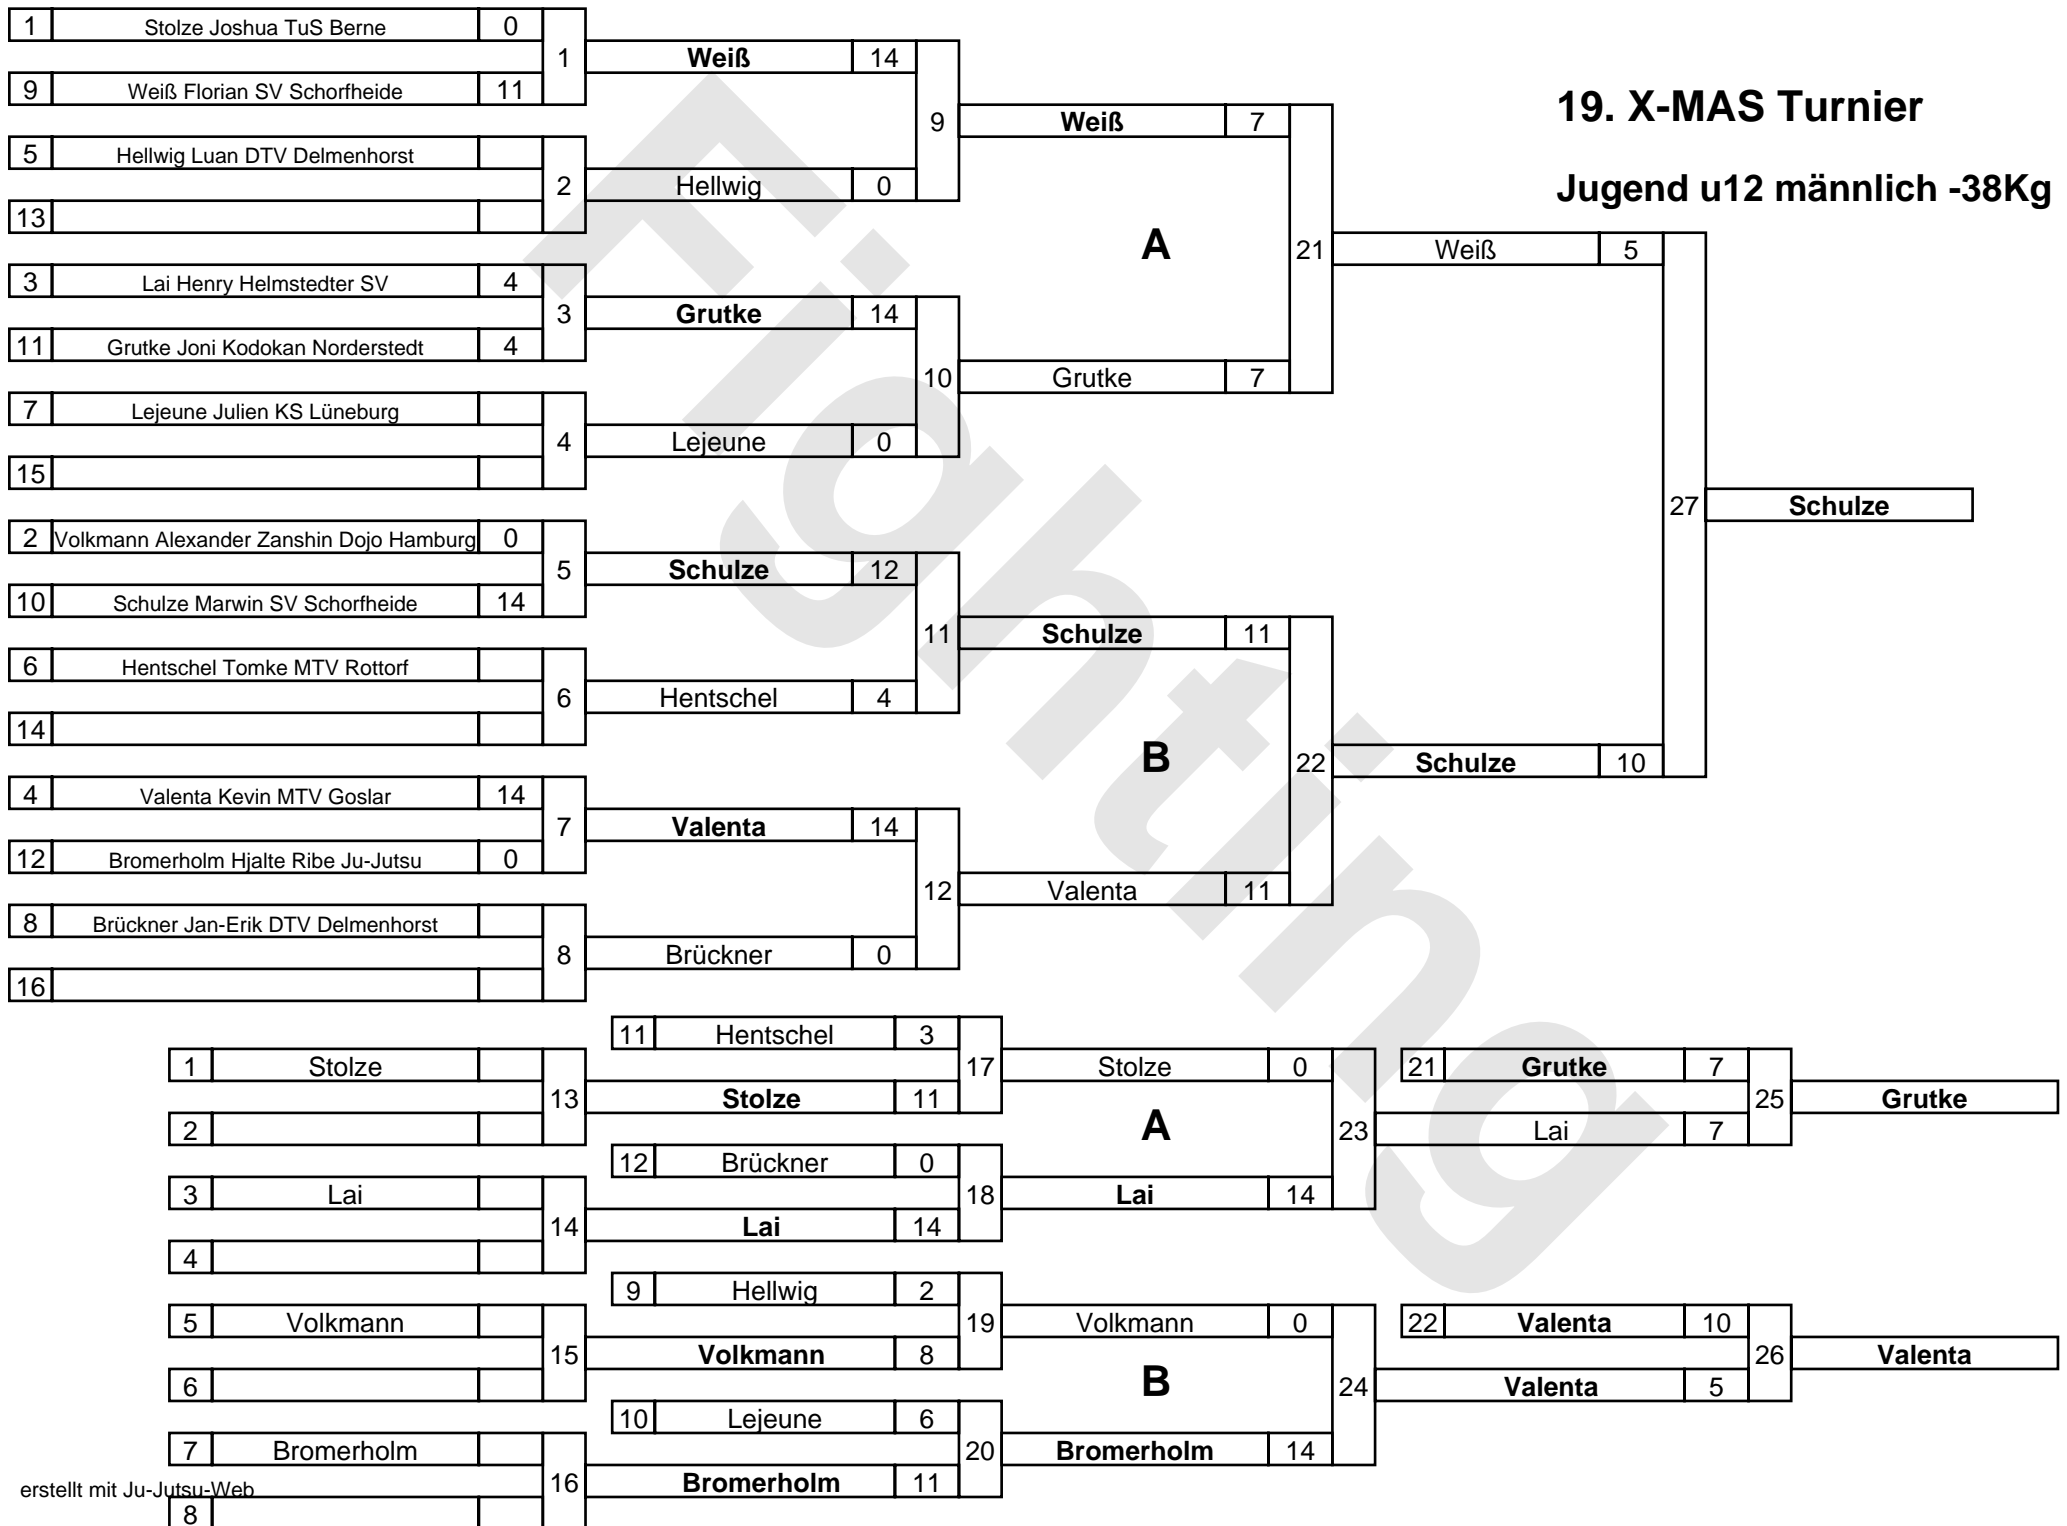 19. X-MAS Turnier
Jugend u12 männlich -38Kg
Fighting
1 Stolze Joshua TuS Berne 0
1
Weiß 14
9 Weiß Florian SV Schorfheide 11
9
Weiß 7
5 Hellwig Luan DTV Delmenhorst
2
Hellwig 0
13
A
21
Weiß 5
3 Lai Henry Helmstedter SV 4
3
Grutke 14
11 Grutke Joni Kodokan Norderstedt 4
10
Grutke 7
7 Lejeune Julien KS Lüneburg
4
Lejeune 0
15
27
Schulze
2 Volkmann Alexander Zanshin Dojo Hamburg 0
5
Schulze 12
10 Schulze Marwin SV Schorfheide 14
11
Schulze 11
6 Hentschel Tomke MTV Rottorf
6
Hentschel 4
14
B
22
Schulze 10
4 Valenta Kevin MTV Goslar 14
7
Valenta 14
12 Bromerholm Hjalte Ribe Ju-Jutsu 0
12
Valenta 11
8 Brückner Jan-Erik DTV Delmenhorst
8
Brückner 0
16
11 Hentschel 3
1 Stolze
17
Stolze 0
21 Grutke 7
13
Stolze 11
25
Grutke
2
A
23
Lai 7
12 Brückner 0
3 Lai
18
Lai 14
14
Lai 14
4
9 Hellwig 2
5 Volkmann
19
Volkmann 0
22 Valenta 10
15
Volkmann 8
26
Valenta
6
B
24
Valenta 5
10 Lejeune 6
7 Bromerholm
20
Bromerholm 14
16
Bromerholm 11
erstellt mit Ju-Jutsu-Web
8